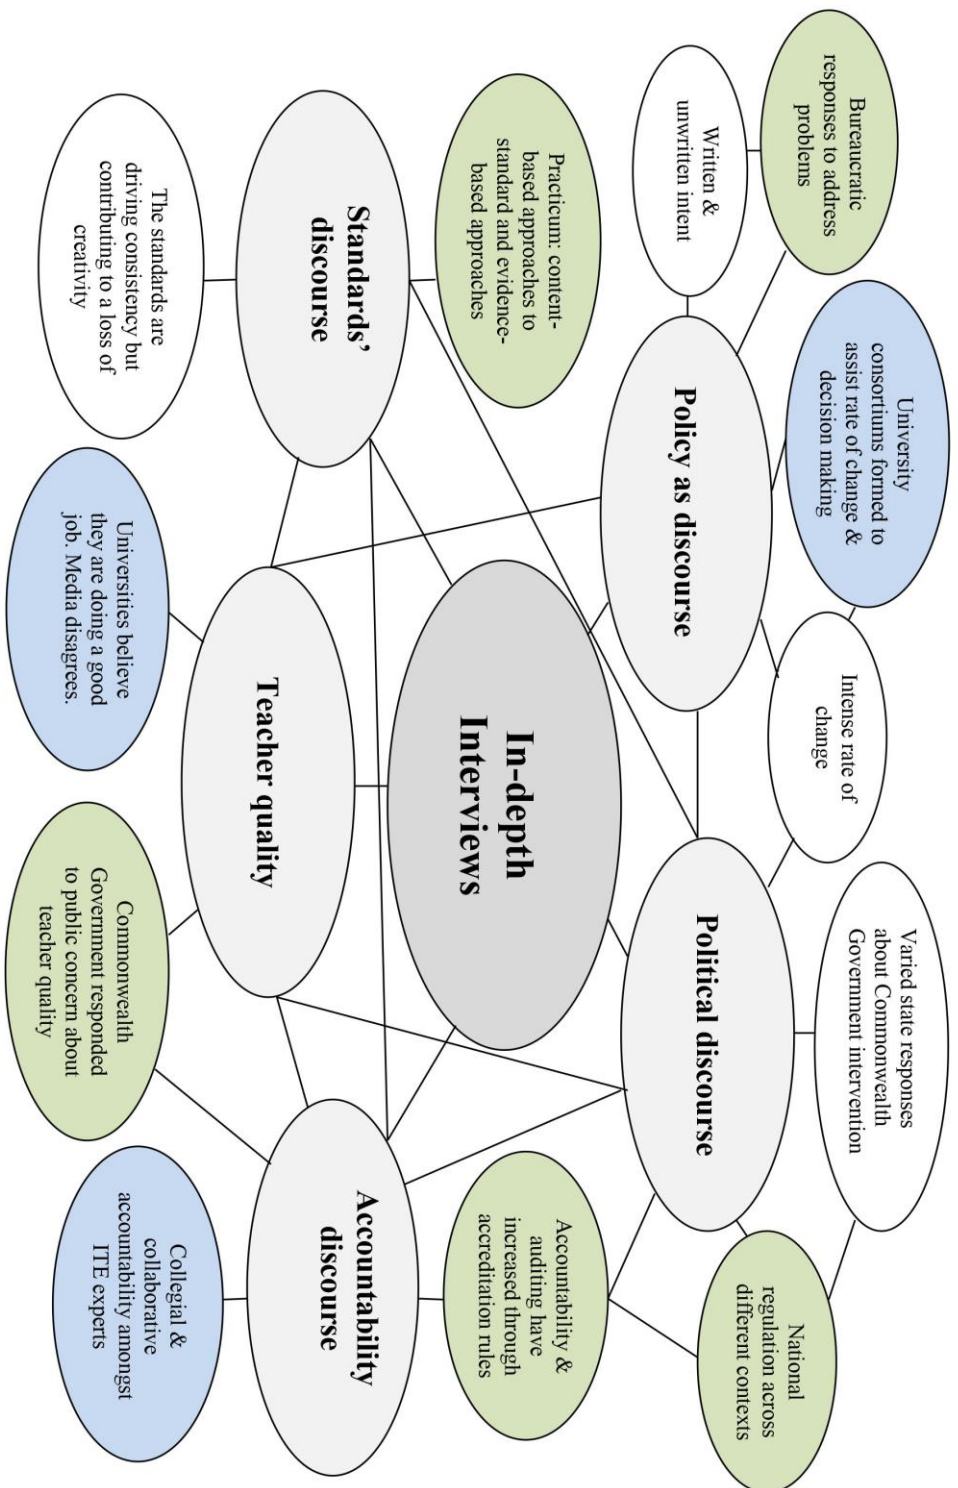 Bureaucratic
responses to address
problems
University
consortiums formed to
assist rate of change &
decision making
Varied state responses
about Commonwealth
Government intervention
National
regulation across
different contexts
Written &
unwritten intent
Intense rate of
change
Policy as discourse
Political discourse
Practicum: content-
based approaches to
standard and evidence-
based approaches
In-depth
Interviews
Accountability &
auditing have
increased through
accreditation rules
Standards’
discourse
Teacher quality
Accountability
discourse
The standards are
driving consistency but
contributing to a loss of
creativity
Universities believe
they are doing a good
job. Media disagrees.
Commonwealth
Government responded
to public concern about
teacher quality
Collegial &
collaborative
accountability amongst
ITE experts